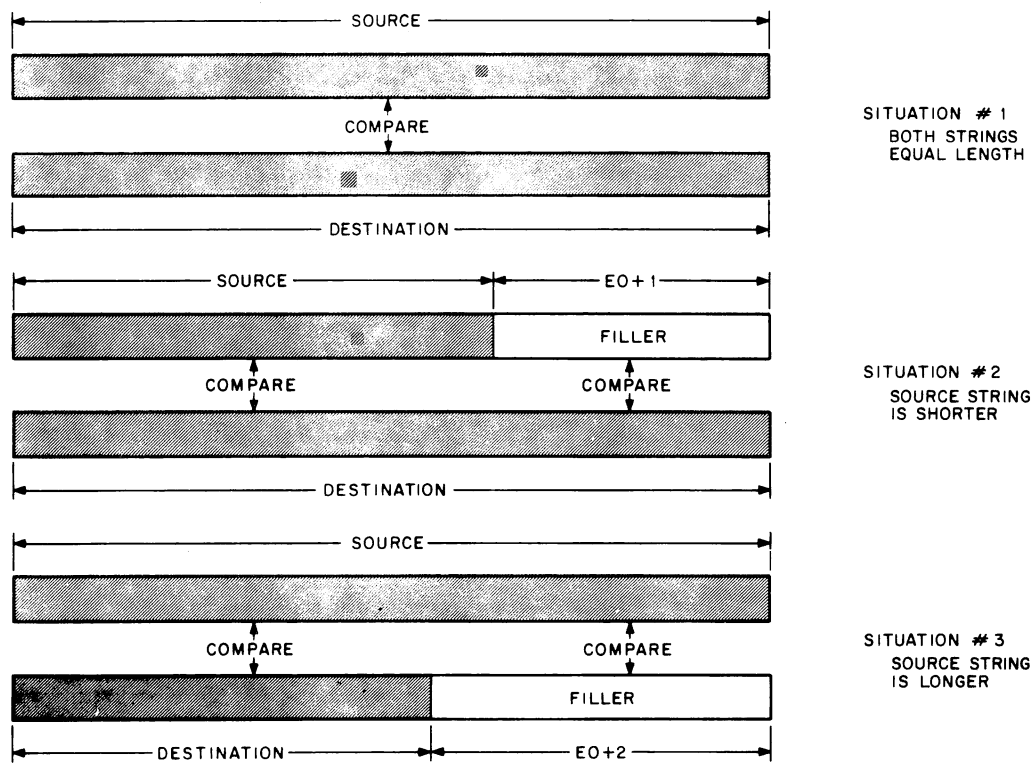 SOURCE
COMPARE
DESTINATION
SITUATION # 1
BOTH STRINGS
EQUAL LENGTH
SOURCE
EO+1
FILLER
COMPARE
COMPARE
DESTINATION
SITUATION #2
SOURCE STRING
IS SHORTER
SOURCE
COMPARE
COMPARE
FILLER
DESTINATION
EO+2
SITUATION #3
SOURCE STRING
IS LONGER